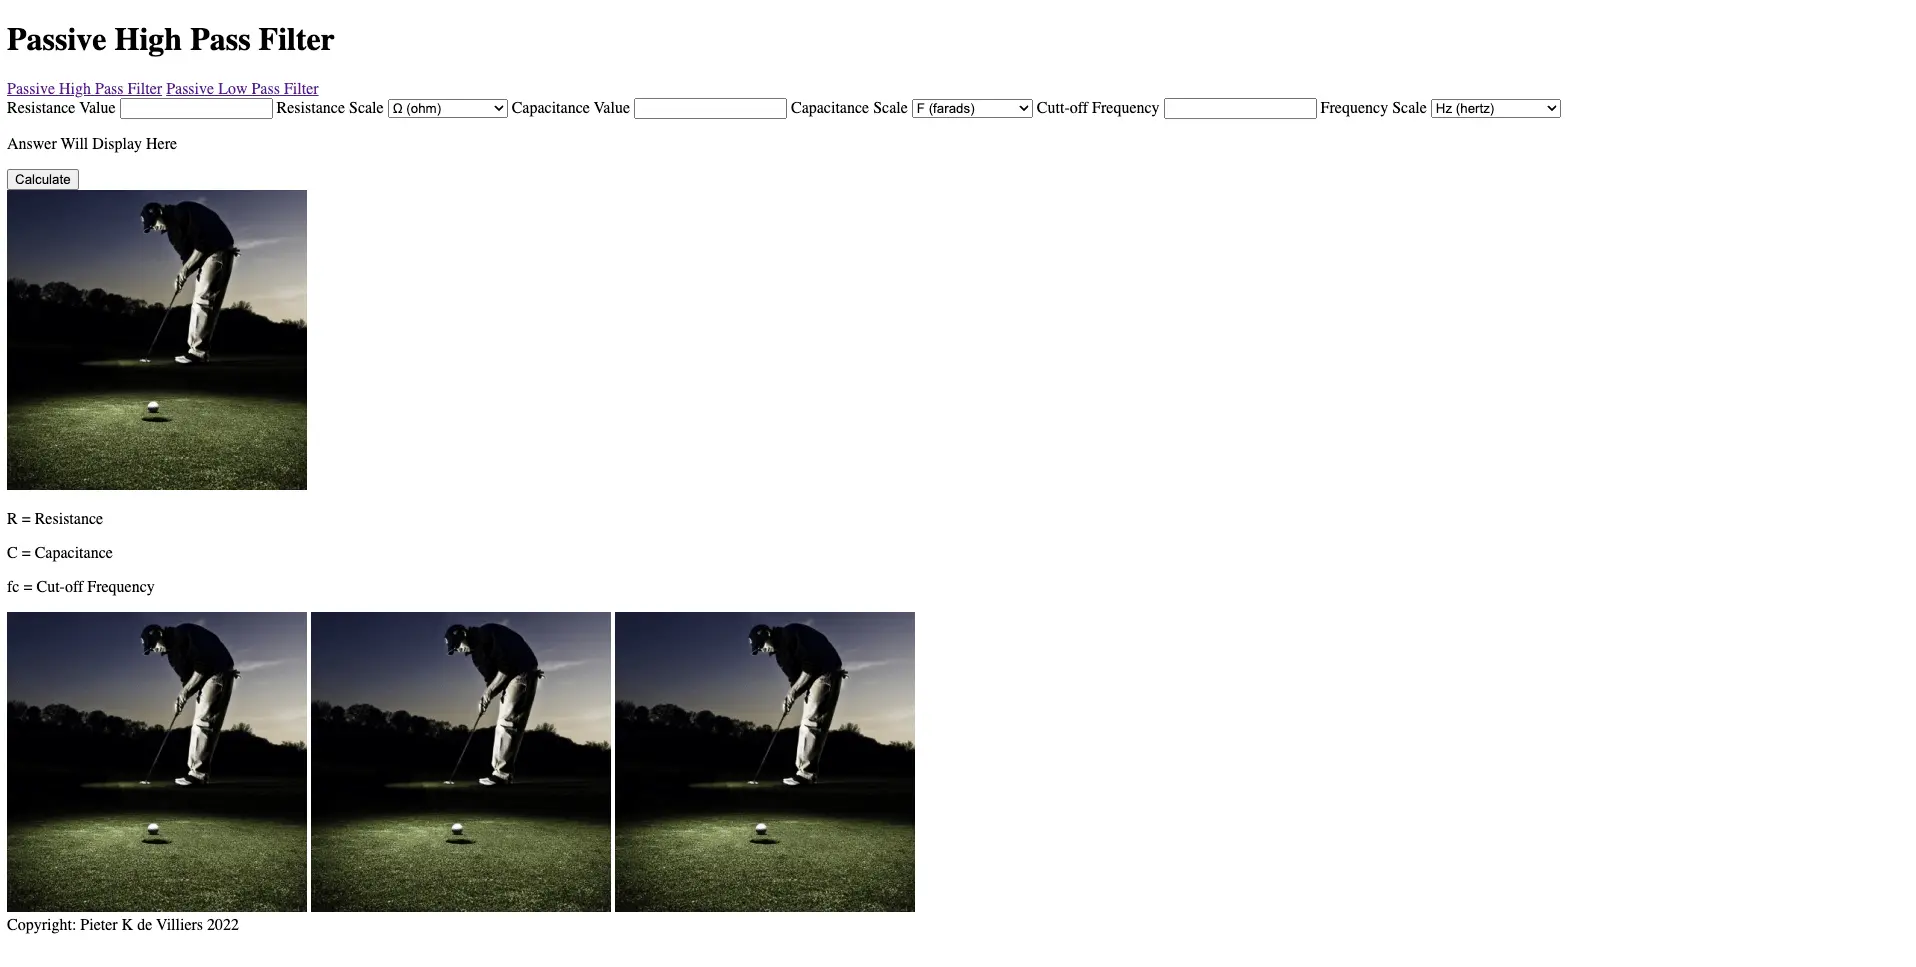 Passive High Pass Filter
Passive High Pass Filter Passive Low Pass Filter
Resistance Value Resistance Scale Ω (ohm) Capacitance Value Capacitance Scale F (farads) Cutt-off Frequency Frequency Scale Hz (hertz)
Answer Will Display Here
Calculate
R = Resistance
C = Capacitance
fc = Cut-off Frequency
Copyright: Pieter K de Villiers 2022